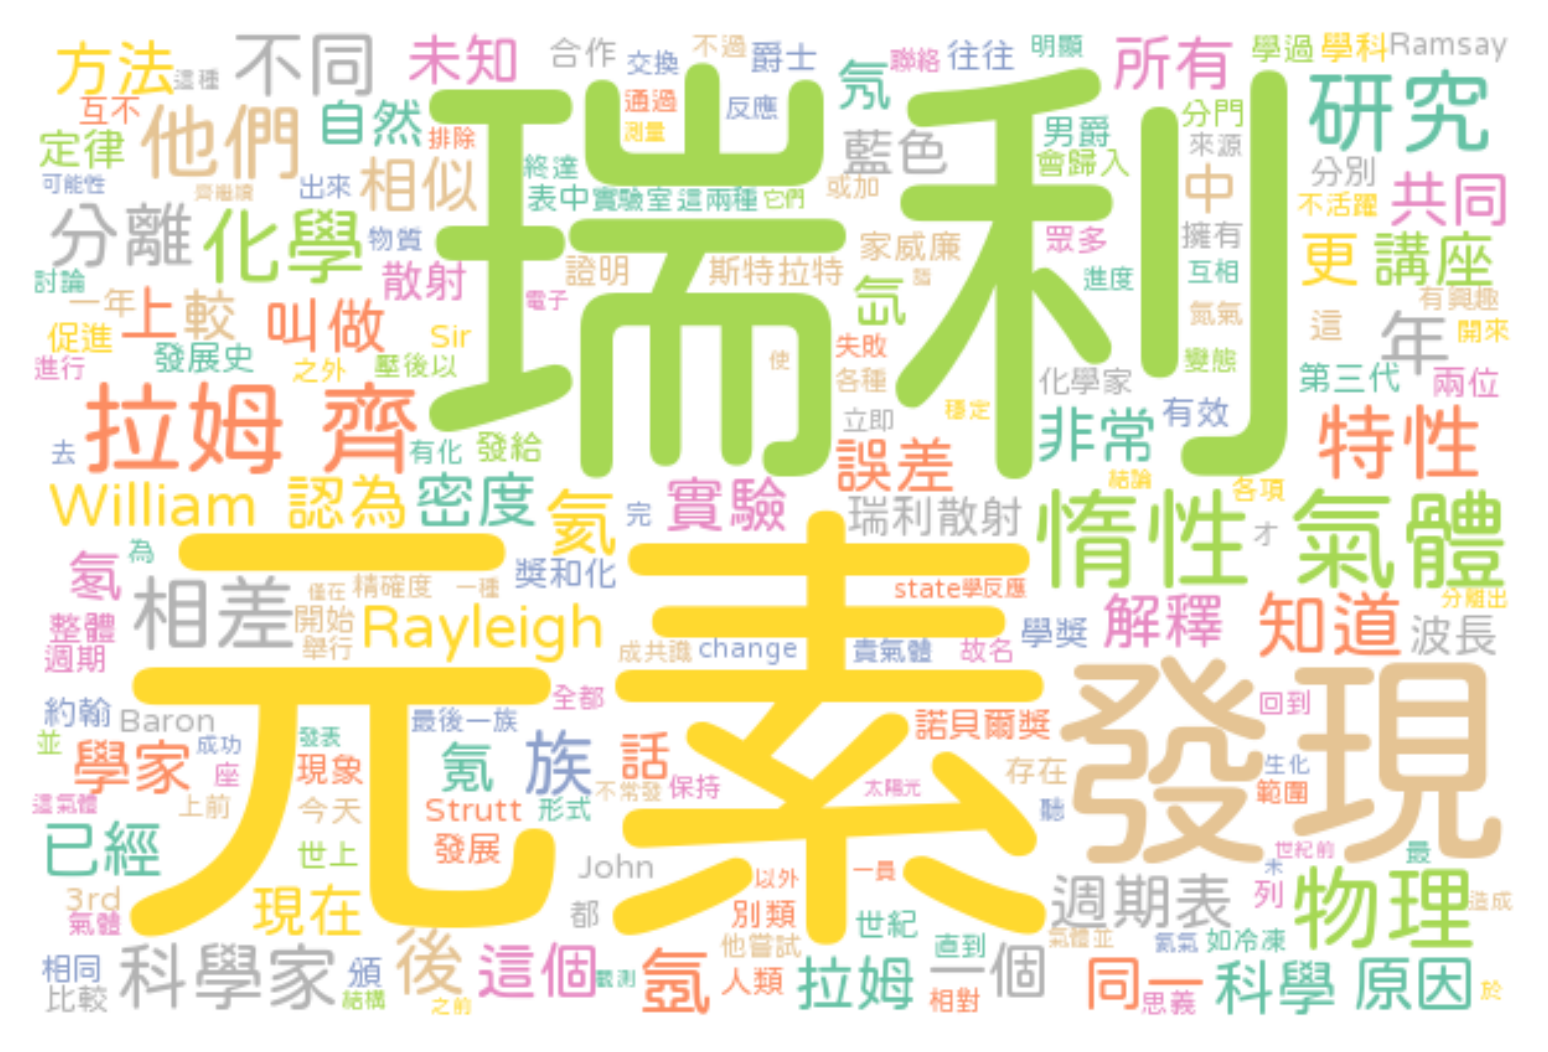 方法
這種
不同
未知
合作
交換
不過
爵士
聯絡
往往
明顯
所有
學過
學科
Ramsay
互不
他們
自然
排除
通過
測量
反應
氖
瑞利
男爵
分門
研究
定律
可能性
齊繼續
出來
相似
終達
表中
實驗室
這兩種
它們
藍色
或加
會歸入
來源
中
分別
不活躍
共同
分離
化學
物質
散射
證明
斯特拉特
家威廉
眾多
擁有
更
講座
討論
一年
上
較
叫做
電子
氙
進度
互相
氮氣
這
有興趣
促進
發展史
Sir
之外
壓後以
進行
使
失敗
各種
化學家
變態
年
開來
第三代
兩位
去
拉姆
齊
有化
發給
立即
穩定
誤差
非常
有效
特性
William
認為
密度
氦
完
實驗
瑞利散射
結論
各項
惰性
才
氣體
氡
為
相差
僅在
精確度
一種
獎和化
元素
state
學反應
分離出
整體
週期
開始
舉行
Rayleigh
成共識
change
貴氣體
故名
學獎
解釋
知道
波長
約翰
Baron
並
學家
成功
座
發表
現象
最後一族
全都
氪
族
話
諾貝爾獎
發現
回到
存在
生化
範圍
這氣體
上前
今天
Strutt
形式
不常發
保持
太陽光
聽
已經
世上
發展
John
以外
一員
世紀前
最
未
3rd
氣體
現在
都
別類
世紀
週期表
列
物理
造成
相同
比較
科學家
頒
結構
後
之前
這個
觀測
氬
他嘗試
人類
拉姆
直到
一個
相對
氣體並
氦氣
如冷凍
同一
思義
科學
原因
於